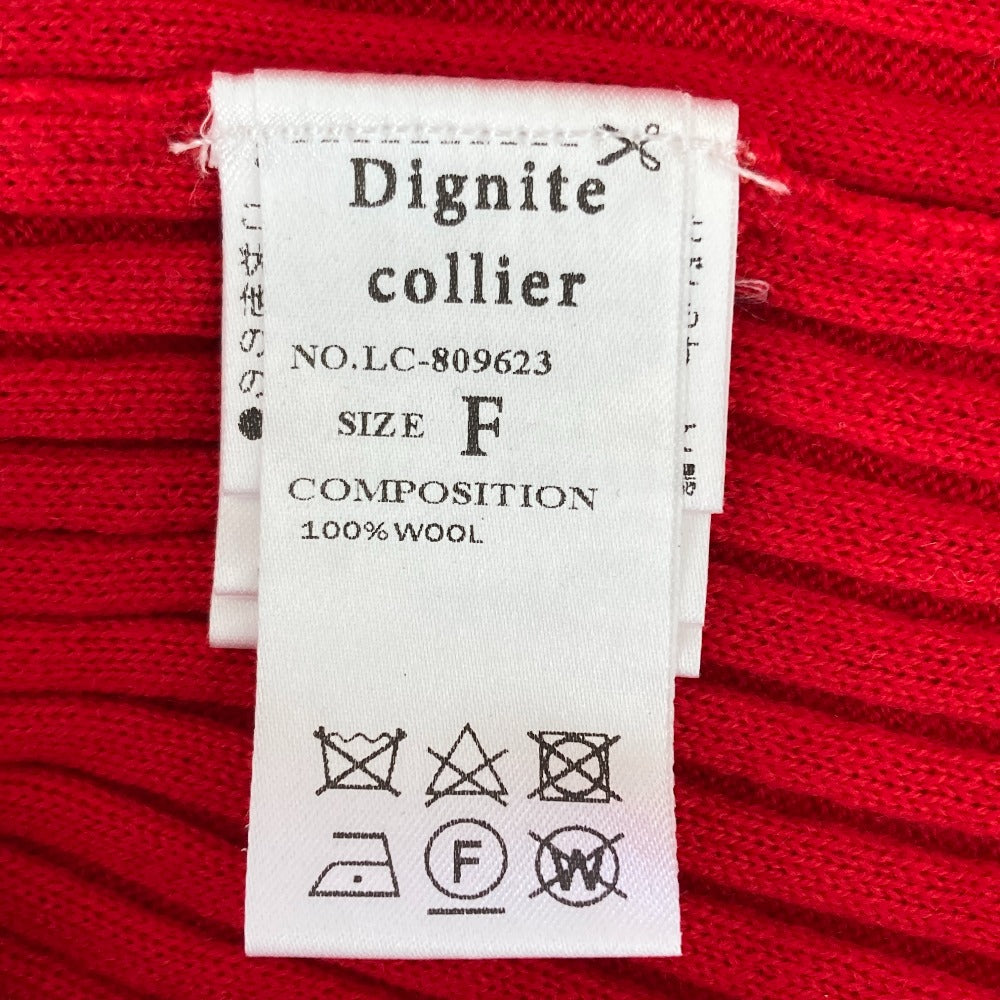 Dignite
collier
NO.LC-809623
SIZE F
COMPOSITION
100%WOOL
F
W